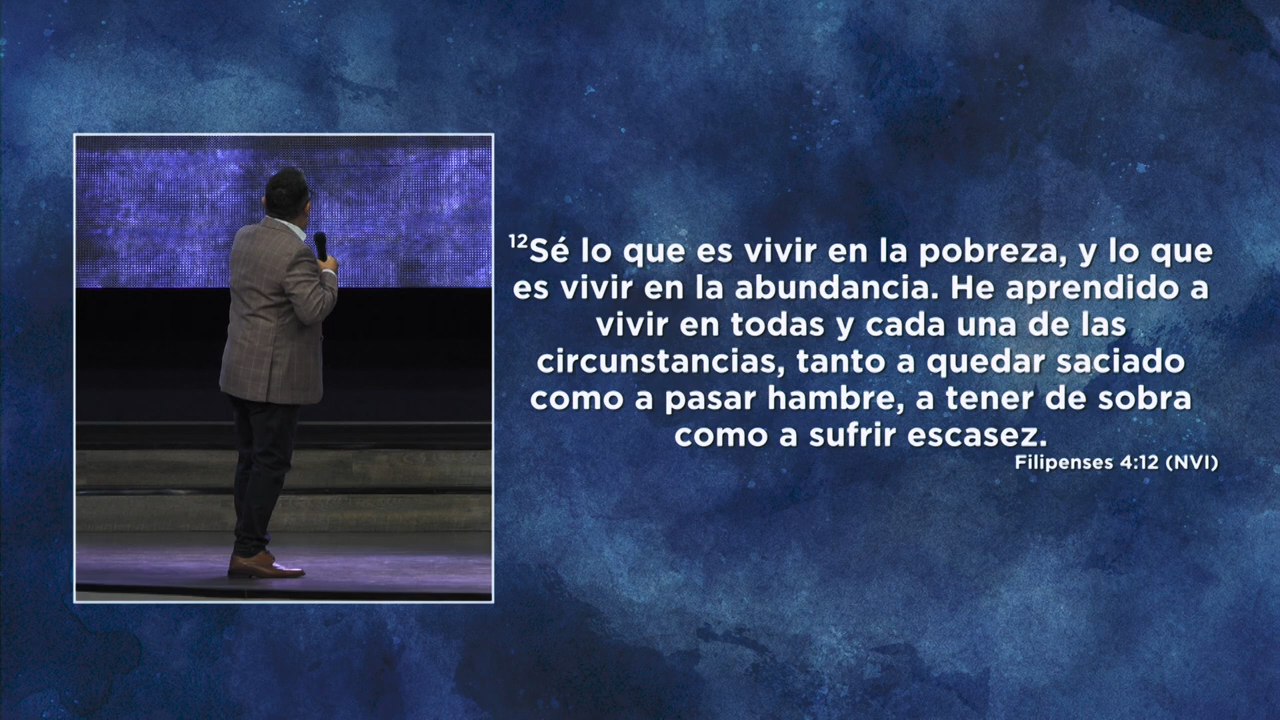 ¹²Sé lo que es vivir en la pobreza, y lo que
es vivir en la abundancia. He aprendido a
vivir en todas y cada una de las
circunstancias, tanto a quedar saciado
como a pasar hambre, a tener de sobra
como a sufrir escasez.
Filipenses 4:12 (NVI)